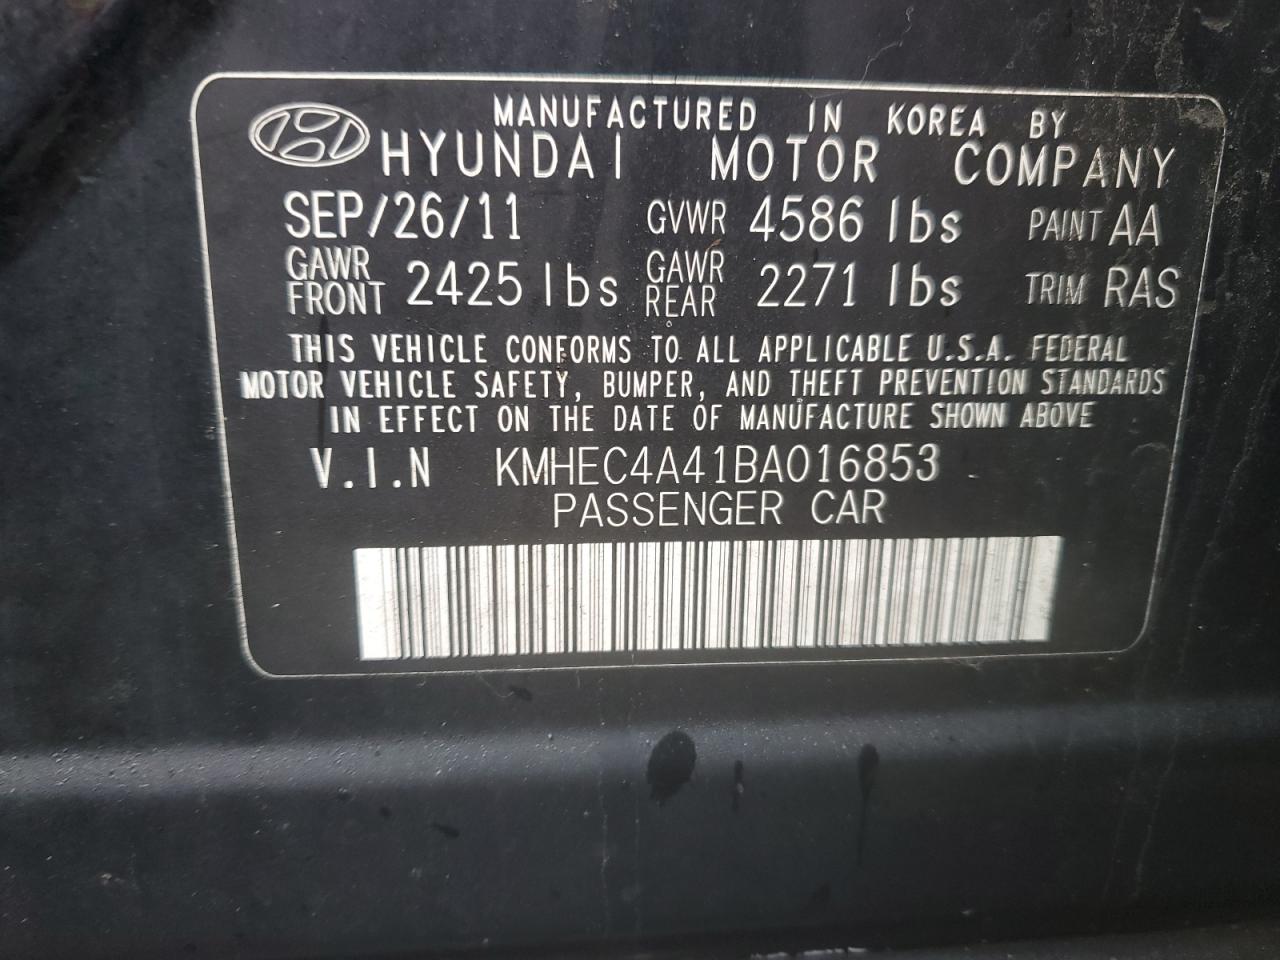 MANUFACTURED IN KOREA BY
HYUNDAI MOTOR COMPANY
SEP/26/11 GVWR 4586 lbs PAINT AA
GAWR FRONT 2425 lbs GAWR REAR 2271 lbs TRIM RAS
THIS VEHICLE CONFORMS TO ALL APPLICABLE U.S.A. FEDERAL
MOTOR VEHICLE SAFETY, BUMPER, AND THEFT PREVENTION STANDARDS
IN EFFECT ON THE DATE OF MANUFACTURE SHOWN ABOVE
V.I.N KMHEC4A41BA016853
PASSENGER CAR